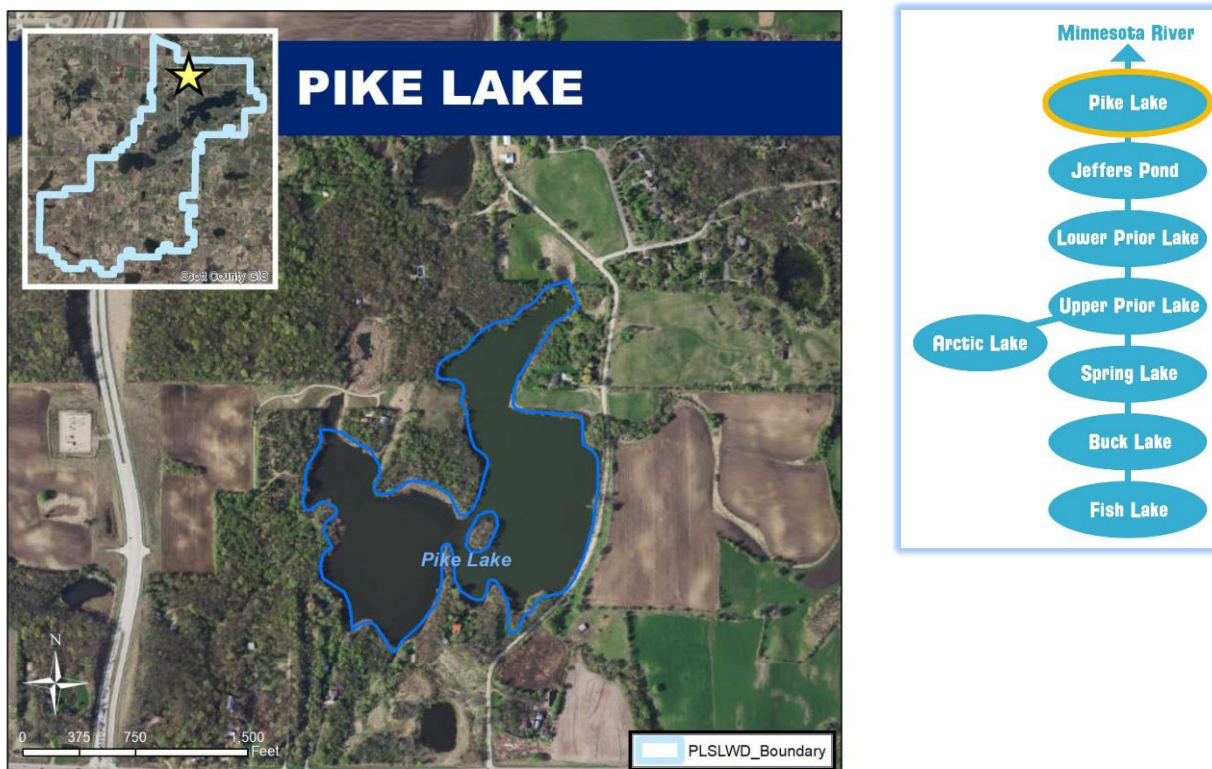 PIKE LAKE
Scott County GIS
Pike Lake
N
0 375 750 1,500
Feet
PLSLWD_Boundary
Minnesota River
Pike Lake
Jeffers Pond
Lower Prior Lake
Upper Prior Lake
Arctic Lake
Spring Lake
Buck Lake
Fish Lake